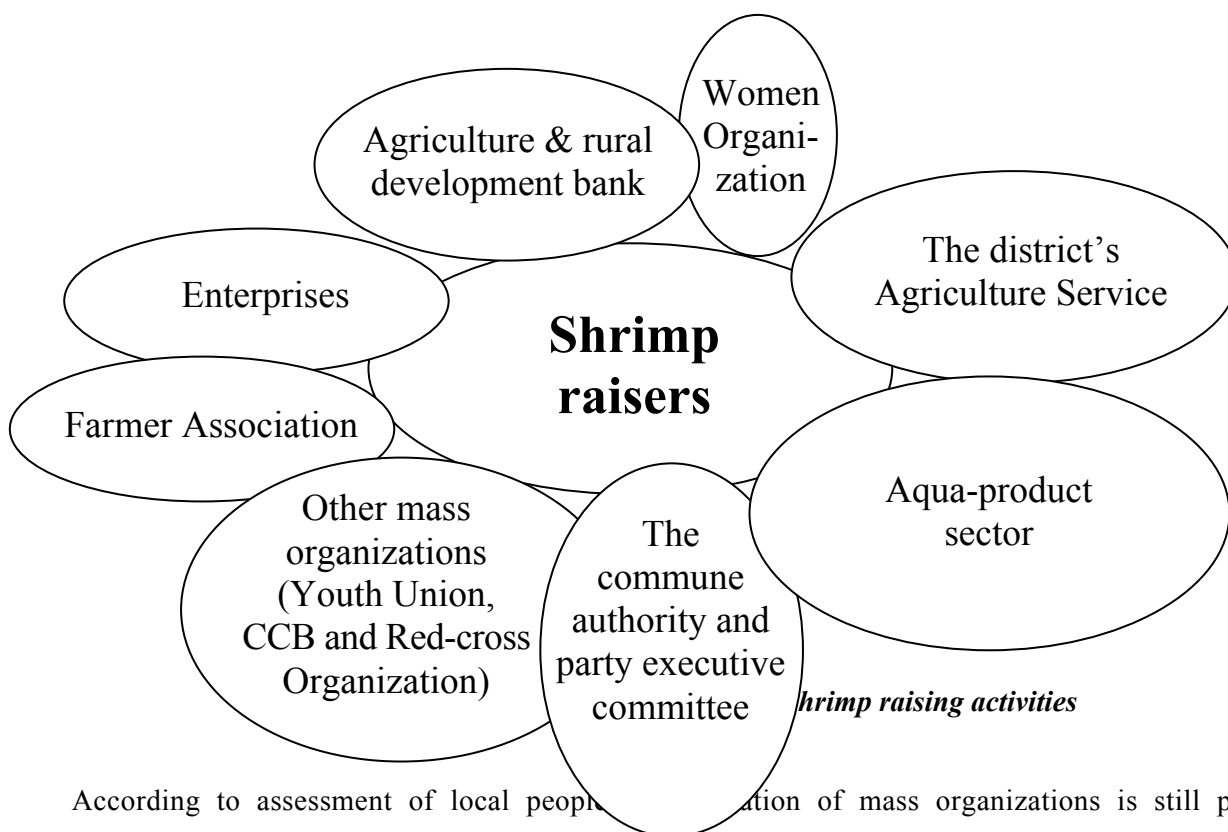 Women
Organi-
zation
Agriculture & rural
development bank
The district’s
Agriculture Service
Enterprises
Shrimp
raisers
Farmer Association
Aqua-product
sector
Other mass
organizations
(Youth Union,
CCB and Red-cross
Organization)
The
commune
authority and
party executive
committee
hrimp raising activities
According to assessment of local people of mass organizations is still